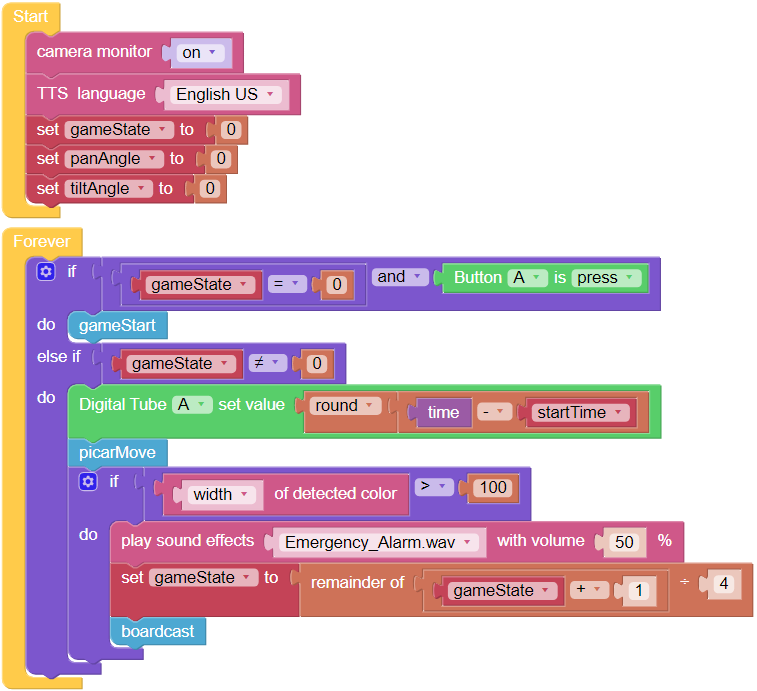 Start
camera monitor on
TTS language English US
set gameState to 0
set panAngle to 0
set tiltAngle to 0
Forever
if gameState = 0 and Button A is press
do gameStart
else if gameState ≠ 0
do Digital Tube A set value round time - startTime
picarMove
if width of detected color > 100
do play sound effects Emergency_Alarm.wav with volume 50 %
set gameState to remainder of gameState + 1 ÷ 4
boardcast